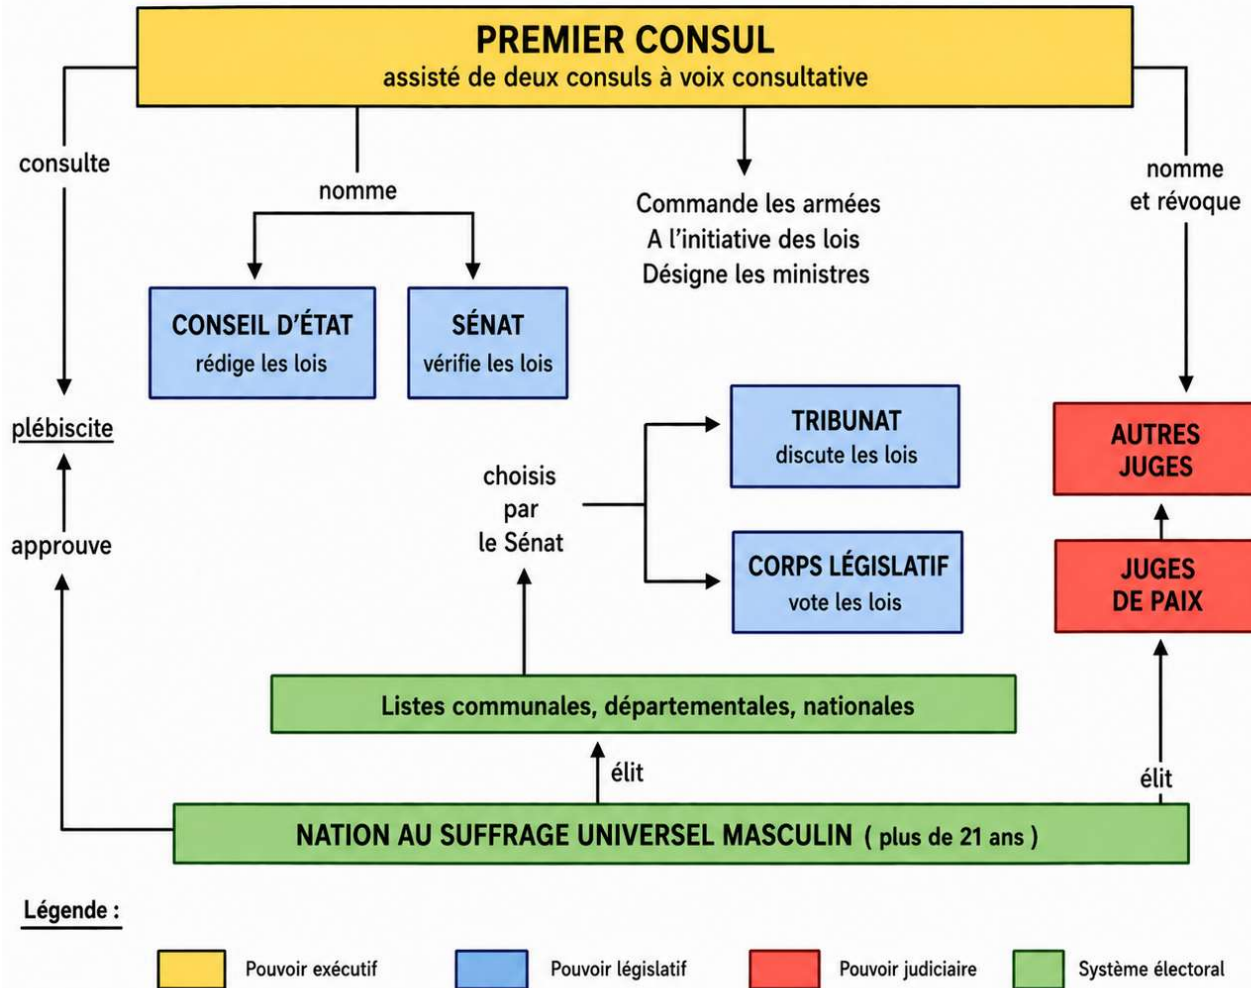 PREMIER CONSUL
assisté de deux consuls à voix consultative
consulte
nomme
Commande les armées
A l’initiative des lois
Désigne les ministres
nomme
et révoque
CONSEIL D’ÉTAT
rédige les lois
SÉNAT
vérifie les lois
plébiscite
approuve
choisis
par
le Sénat
TRIBUNAT
discute les lois
CORPS LÉGISLATIF
vote les lois
AUTRES
JUGES
JUGES
DE PAIX
Listes communales, départementales, nationales
élit
élit
NATION AU SUFFRAGE UNIVERSEL MASCULIN ( plus de 21 ans )
Légende :
Pouvoir exécutif
Pouvoir législatif
Pouvoir judiciaire
Système électoral